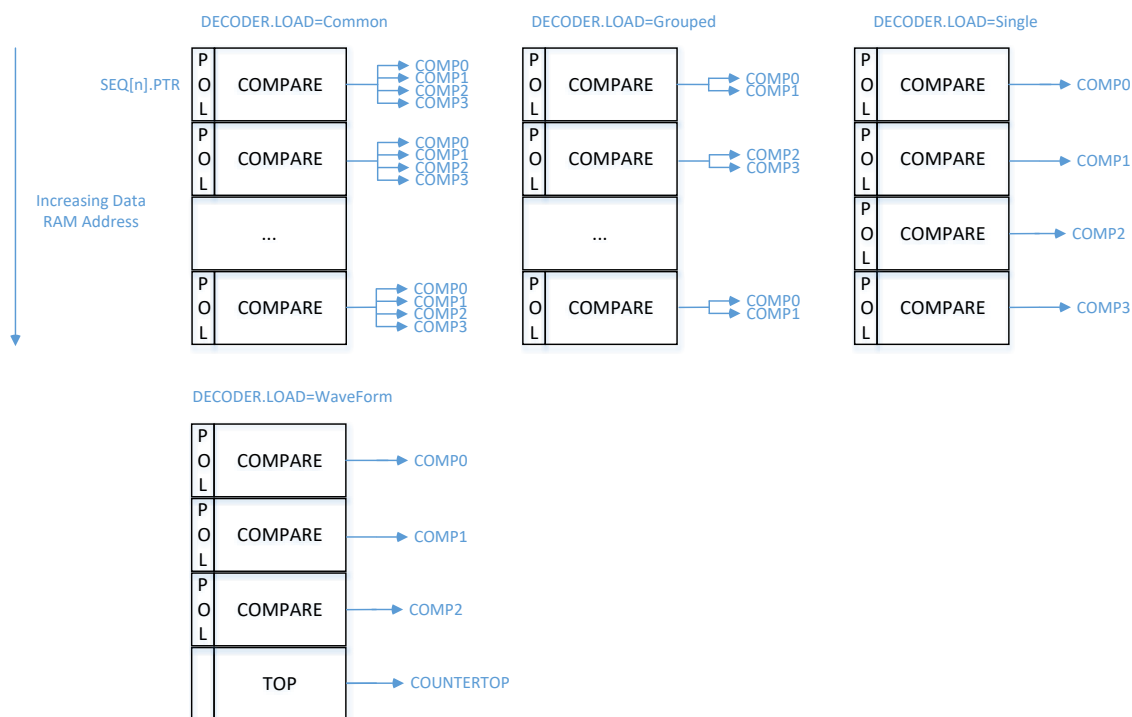 DECODER.LOAD=Common
SEQ[n].PTR
Increasing Data
RAM Address
P
O
L
COMPARE
COMP0
COMP1
COMP2
COMP3
P
O
L
COMPARE
COMP0
COMP1
COMP2
COMP3
...
P
O
L
COMPARE
COMP0
COMP1
COMP2
COMP3
DECODER.LOAD=Grouped
P
O
L
COMPARE
COMP0
COMP1
P
O
L
COMPARE
COMP2
COMP3
...
P
O
L
COMPARE
COMP0
COMP1
DECODER.LOAD=Single
P
O
L
COMPARE
COMP0
P
O
L
COMPARE
COMP1
P
O
L
COMPARE
COMP2
P
O
L
COMPARE
COMP3
DECODER.LOAD=WaveForm
P
O
L
COMPARE
COMP0
P
O
L
COMPARE
COMP1
P
O
L
COMPARE
COMP2
TOP
COUNTERTOP